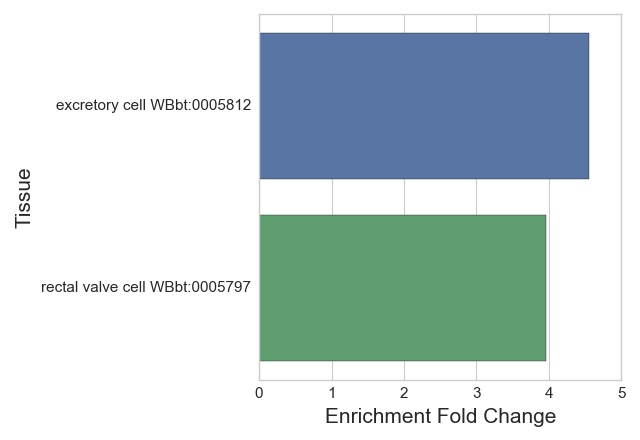 Tissue
excretory cell WBbt:0005812
rectal valve cell WBbt:0005797
0 1 2 3 4 5
Enrichment Fold Change